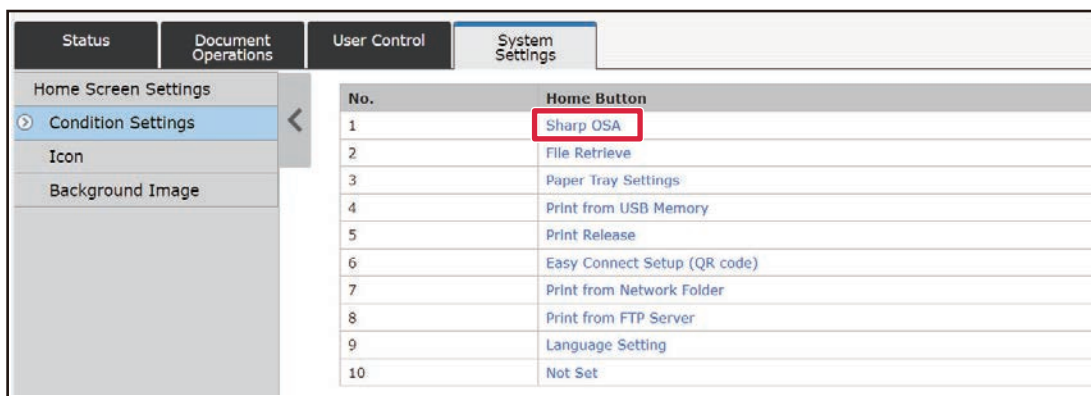 Status
Document
Operations
User Control
System
Settings
Home Screen Settings
Condition Settings
Icon
Background Image
No. Home Button
1 Sharp OSA
2 File Retrieve
3 Paper Tray Settings
4 Print from USB Memory
5 Print Release
6 Easy Connect Setup (QR code)
7 Print from Network Folder
8 Print from FTP Server
9 Language Setting
10 Not Set